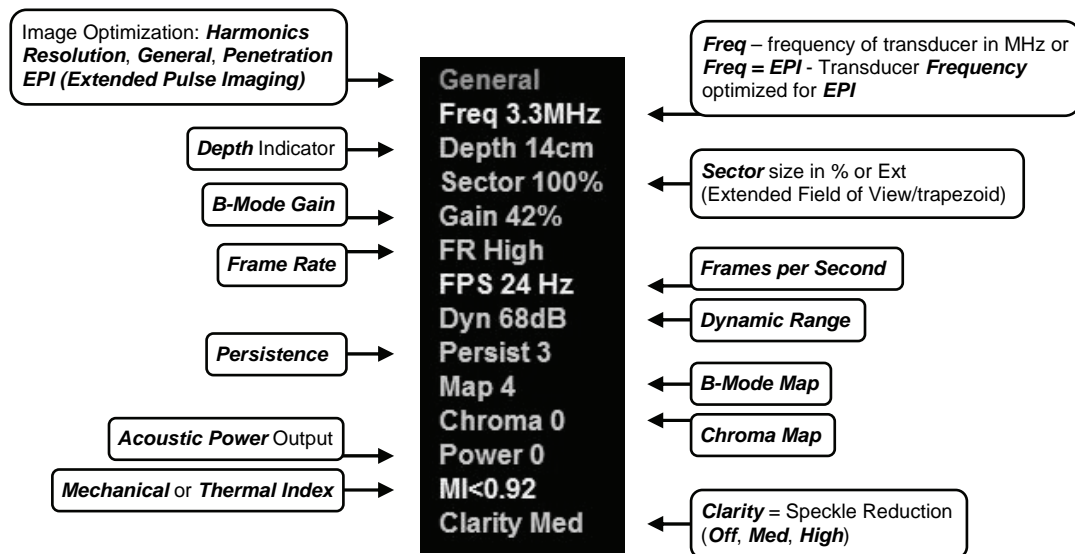 Image Optimization: Harmonics
Resolution, General, Penetration
EPI (Extended Pulse Imaging)
Depth Indicator
B-Mode Gain
Frame Rate
Persistence
Acoustic Power Output
Mechanical or Thermal Index
General
Freq 3.3MHz
Depth 14cm
Sector 100%
Gain 42%
FR High
FPS 24 Hz
Dyn 68dB
Persist 3
Map 4
Chroma 0
Power 0
MI<0.92
Clarity Med
Freq – frequency of transducer in MHz or
Freq = EPI - Transducer Frequency
optimized for EPI
Sector size in % or Ext
(Extended Field of View/trapezoid)
Frames per Second
Dynamic Range
B-Mode Map
Chroma Map
Clarity = Speckle Reduction
(Off, Med, High)